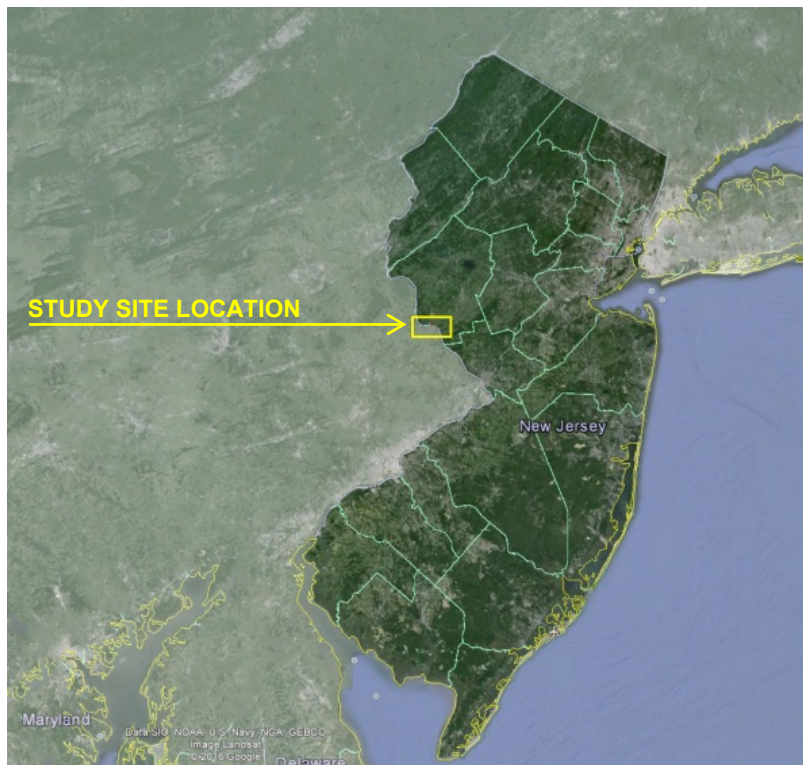 STUDY SITE LOCATION
New Jersey
Maryland
Data SIO, NOAA, U.S. Navy, NGA, GEBCO
Image Landsat
© 2016 Google
Delaware